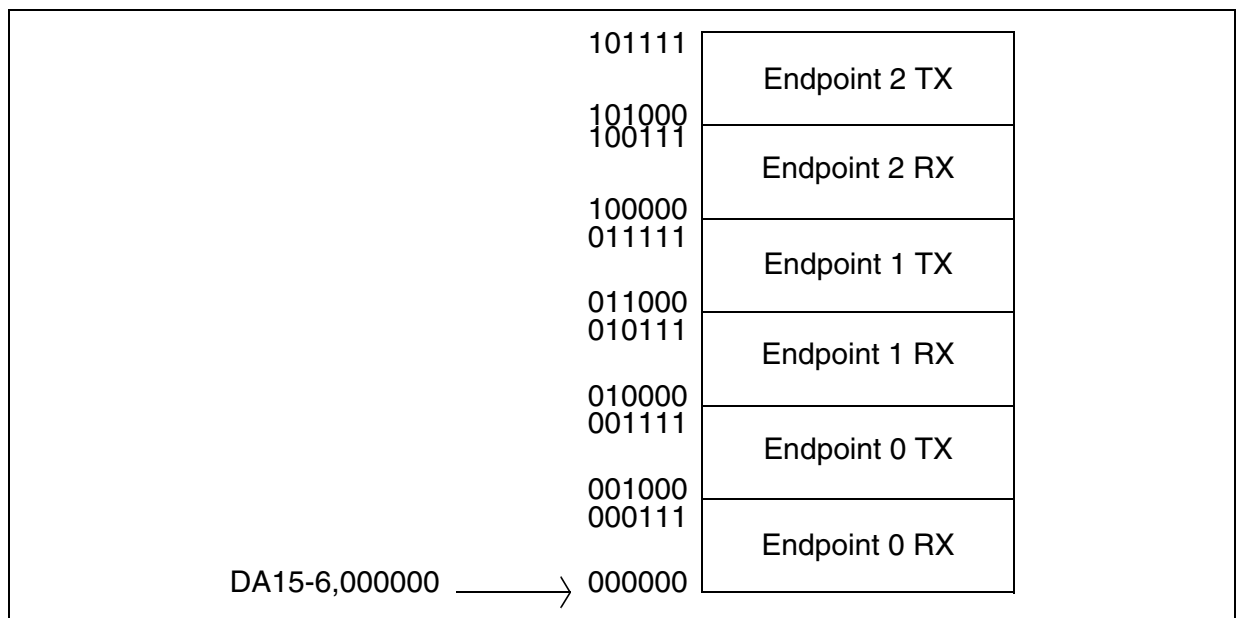 101111
Endpoint 2 TX
101000
100111
Endpoint 2 RX
100000
011111
Endpoint 1 TX
011000
010111
Endpoint 1 RX
010000
001111
Endpoint 0 TX
001000
000111
Endpoint 0 RX
DA15-6,000000 000000